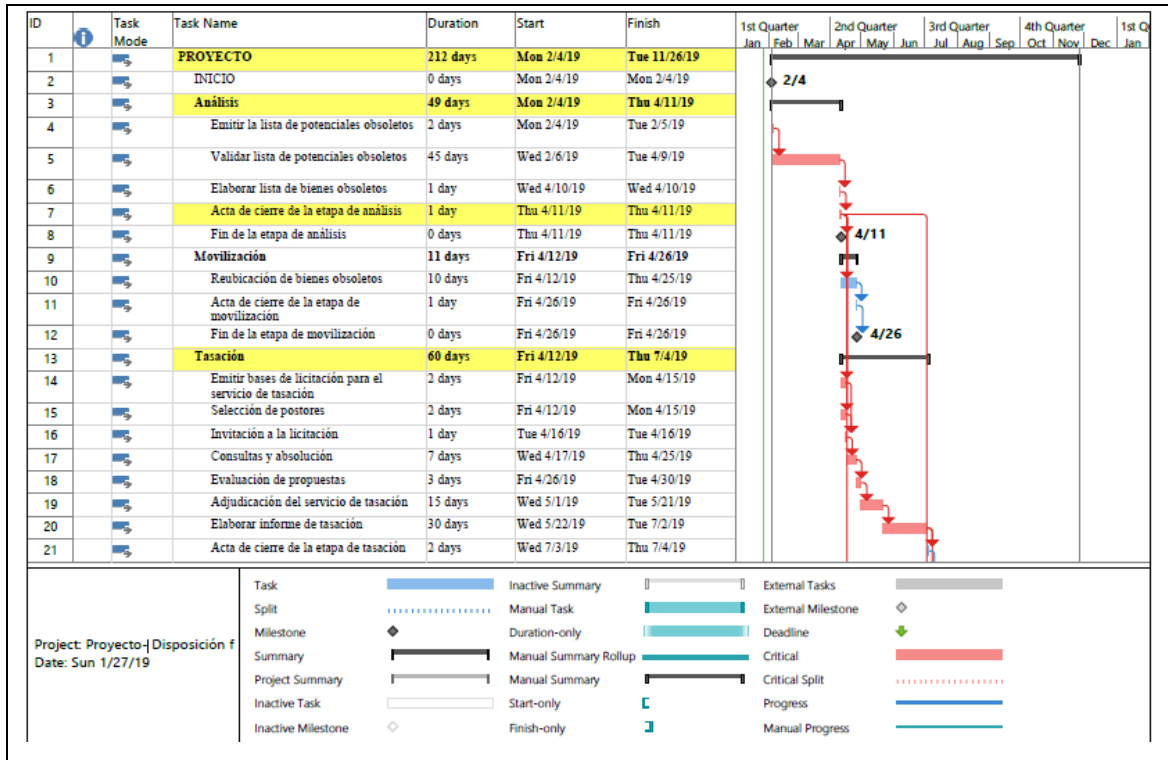 ID Task Mode Task Name Duration Start Finish 1st Quarter 2nd Quarter 3rd Quarter 4th Quarter 1st Q
Jan Feb Mar Apr May Jun Jul Aug Sep Oct Nov Dec Jan
1 PROYECTO 212 days Mon 2/4/19 Tue 11/26/19
2 INICIO 0 days Mon 2/4/19 Mon 2/4/19 2/4
3 Análisis 49 days Mon 2/4/19 Thu 4/11/19
4 Emitir la lista de potenciales obsoletos 2 days Mon 2/4/19 Tue 2/5/19
5 Validar lista de potenciales obsoletos 45 days Wed 2/6/19 Tue 4/9/19
6 Elaborar lista de bienes obsoletos 1 day Wed 4/10/19 Wed 4/10/19
7 Acta de cierre de la etapa de análisis 1 day Thu 4/11/19 Thu 4/11/19
8 Fin de la etapa de análisis 0 days Thu 4/11/19 Thu 4/11/19 4/11
9 Movilización 11 days Fri 4/12/19 Fri 4/26/19
10 Reubicación de bienes obsoletos 10 days Fri 4/12/19 Thu 4/25/19
11 Acta de cierre de la etapa de 1 day Fri 4/26/19 Fri 4/26/19
movilización
12 Fin de la etapa de movilización 0 days Fri 4/26/19 Fri 4/26/19 4/26
13 Tasación 60 days Fri 4/12/19 Thu 7/4/19
14 Emitir bases de licitación para el 2 days Fri 4/12/19 Mon 4/15/19
servicio de tasación
15 Selección de postores 2 days Fri 4/12/19 Mon 4/15/19
16 Invitación a la licitación 1 day Tue 4/16/19 Tue 4/16/19
17 Consultas y absolución 7 days Wed 4/17/19 Thu 4/25/19
18 Evaluación de propuestas 3 days Fri 4/26/19 Tue 4/30/19
19 Adjudicación del servicio de tasación 15 days Wed 5/1/19 Tue 5/21/19
20 Elaborar informe de tasación 30 days Wed 5/22/19 Tue 7/2/19
21 Acta de cierre de la etapa de tasación 2 days Wed 7/3/19 Thu 7/4/19
Project: Proyecto-Disposición f
Date: Sun 1/27/19
Task Inactive Summary External Tasks
Split Manual Task External Milestone
Milestone Duration-only Deadline
Summary Manual Summary Rollup Critical
Project Summary Manual Summary Critical Split
Inactive Task Start-only Progress
Inactive Milestone Finish-only Manual Progress